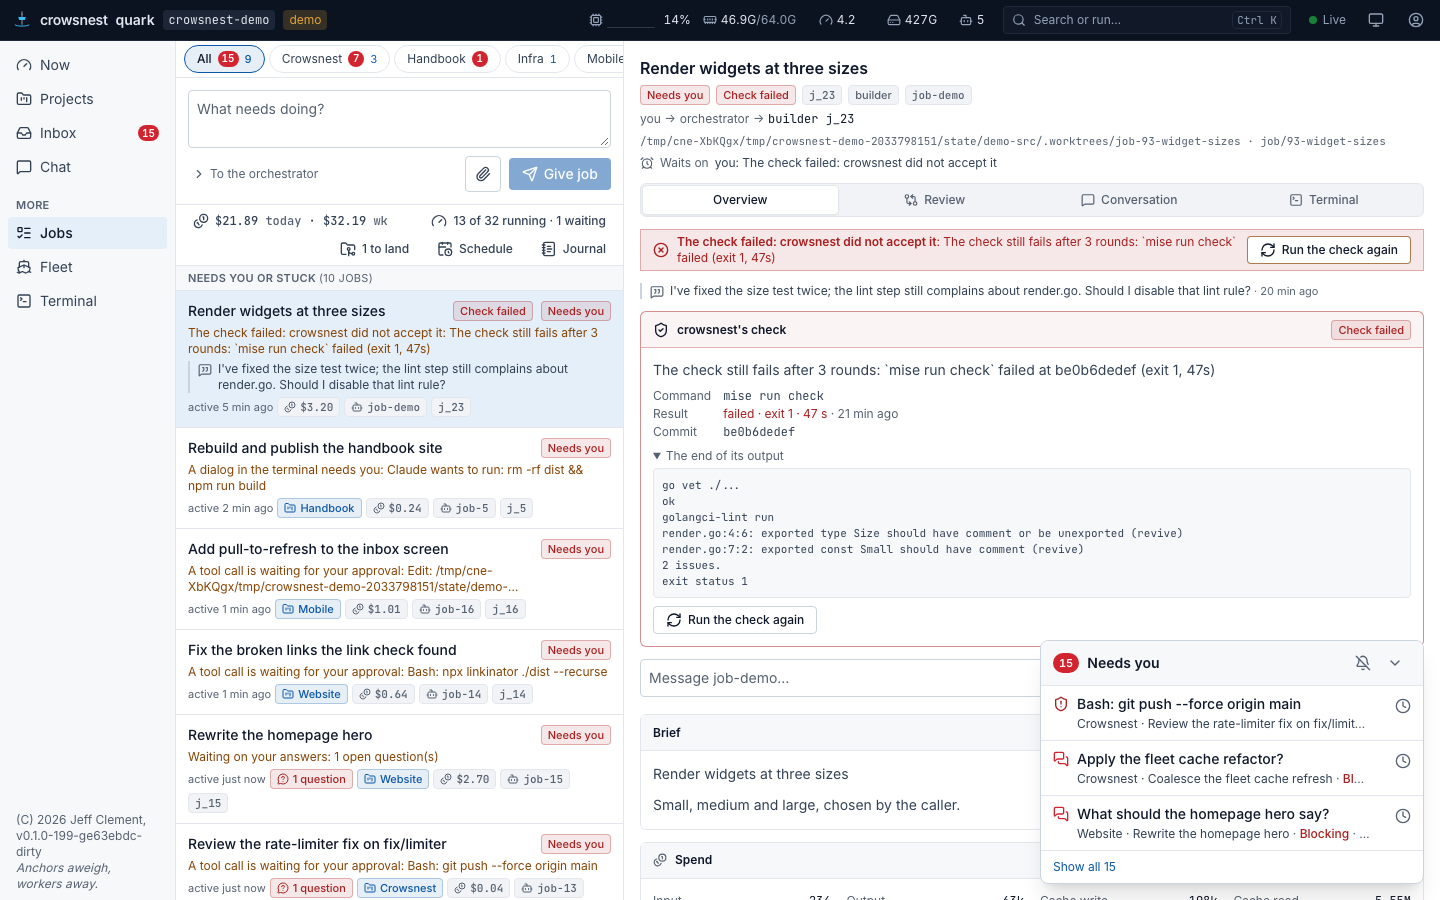 crowsnest quark crowsnest-demo demo
14% 46.9G/64.0G 4.2 427G 5
Search or run... Ctrl K
Live
Now
Projects
Inbox 15
Chat
MORE
Jobs
Fleet
Terminal
(C) 2026 Jeff Clement,
v0.1.0-199-ge63ebdc-
dirty
Anchors aweigh,
workers away.
All 15 9 Crowsnest 7 3 Handbook 1 Infra 1 Mobile
What needs doing?
To the orchestrator
Give job
$21.89 today · $32.19 wk
13 of 32 running · 1 waiting
1 to land Schedule Journal
NEEDS YOU OR STUCK (10 JOBS)
Render widgets at three sizes Check failed Needs you
The check failed: crowsnest did not accept it: The check still fails after 3
rounds: `mise run check` failed (exit 1, 47s)
I've fixed the size test twice; the lint step still complains about
render.go. Should I disable that lint rule?
active 5 min ago $3.20 job-demo j_23
Rebuild and publish the handbook site Needs you
A dialog in the terminal needs you: Claude wants to run: rm -rf dist &&
npm run build
active 2 min ago Handbook $0.24 job-5 j_5
Add pull-to-refresh to the inbox screen Needs you
A tool call is waiting for your approval: Edit: /tmp/cne-
XbKQgx/tmp/crowsnest-demo-2033798151/state/demo-...
active 1 min ago Mobile $1.01 job-16 j_16
Fix the broken links the link check found Needs you
A tool call is waiting for your approval: Bash: npx linkinator ./dist --recurse
active 1 min ago Website $0.64 job-14 j_14
Rewrite the homepage hero Needs you
Waiting on your answers: 1 open question(s)
active just now 1 question Website $2.70 job-15
j_15
Review the rate-limiter fix on fix/limiter Needs you
A tool call is waiting for your approval: Bash: git push --force origin main
active just now 1 question Crowsnest $0.04 job-13
Render widgets at three sizes
Needs you Check failed j_23 builder job-demo
you → orchestrator → builder j_23
/tmp/cne-XbKQgx/tmp/crowsnest-demo-2033798151/state/demo-src/.worktrees/job-93-widget-sizes · job/93-widget-sizes
Waits on you: The check failed: crowsnest did not accept it
Overview Review Conversation Terminal
The check failed: crowsnest did not accept it: The check still fails after 3 rounds: `mise run check`
failed (exit 1, 47s)
Run the check again
I've fixed the size test twice; the lint step still complains about render.go. Should I disable that lint rule? · 20 min ago
crowsnest's check Check failed
The check still fails after 3 rounds: `mise run check` failed at be0b6dedef (exit 1, 47s)
Command mise run check
Result failed · exit 1 · 47 s · 21 min ago
Commit be0b6dedef
▼ The end of its output
go vet ./...
ok
golangci-lint run
render.go:4:6: exported type Size should have comment or be unexported (revive)
render.go:7:2: exported const Small should have comment (revive)
2 issues.
exit status 1
Run the check again
Message job-demo...
Brief
Render widgets at three sizes
Small, medium and large, chosen by the caller.
Spend
Input 234 Output 63k Cache write 198k Cache read 5.55M
15 Needs you
Bash: git push --force origin main
Crowsnest · Review the rate-limiter fix on fix/limit...
Apply the fleet cache refactor?
Crowsnest · Coalesce the fleet cache refresh · Bl...
What should the homepage hero say?
Website · Rewrite the homepage hero · Blocking · ...
Show all 15